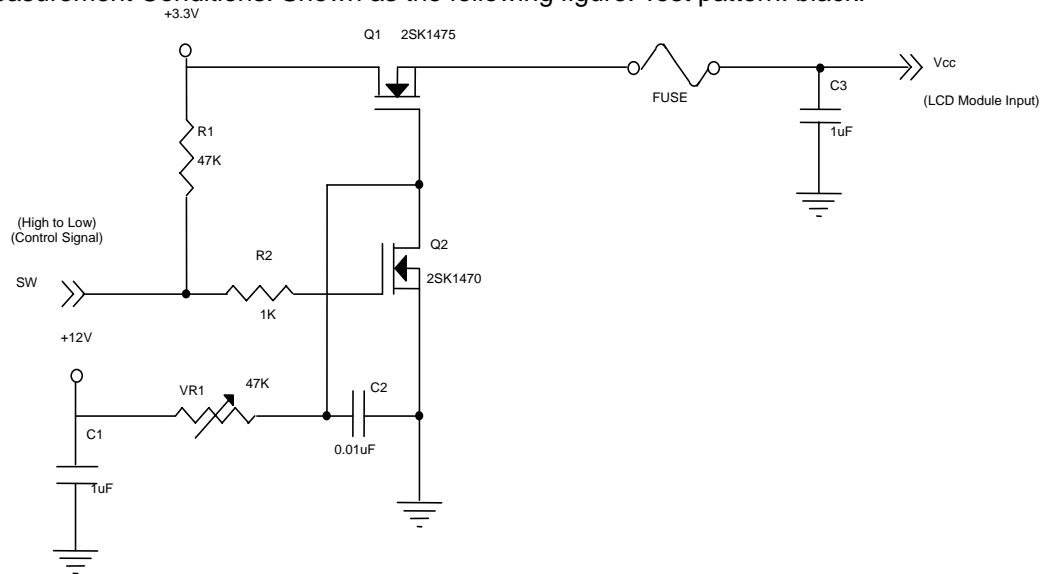 +3.3V
Q1 2SK1475
Vcc
FUSE
C3
(LCD Module Input)
R1
1uF
47K
(High to Low)
(Control Signal)
R2
Q2
SW
2SK1470
1K
+12V
VR1
47K
C2
C1
0.01uF
1uF